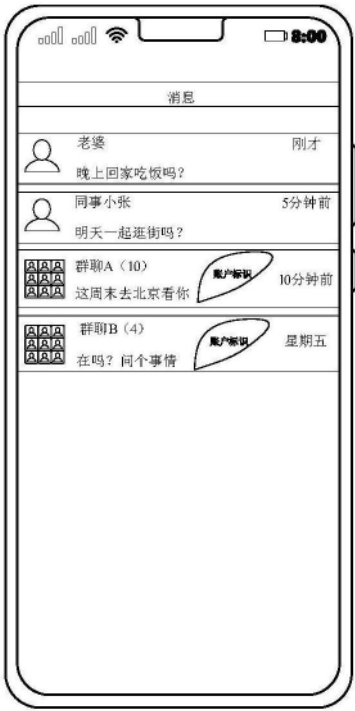 8:00
消息
老婆 刚才
晚上回家吃饭吗?
同事小张 5分钟前
明天一起逛街吗?
群聊A（10） 账户标识 10分钟前
这周末去北京看你
群聊B（4） 账户标识 星期五
在吗？问个事情